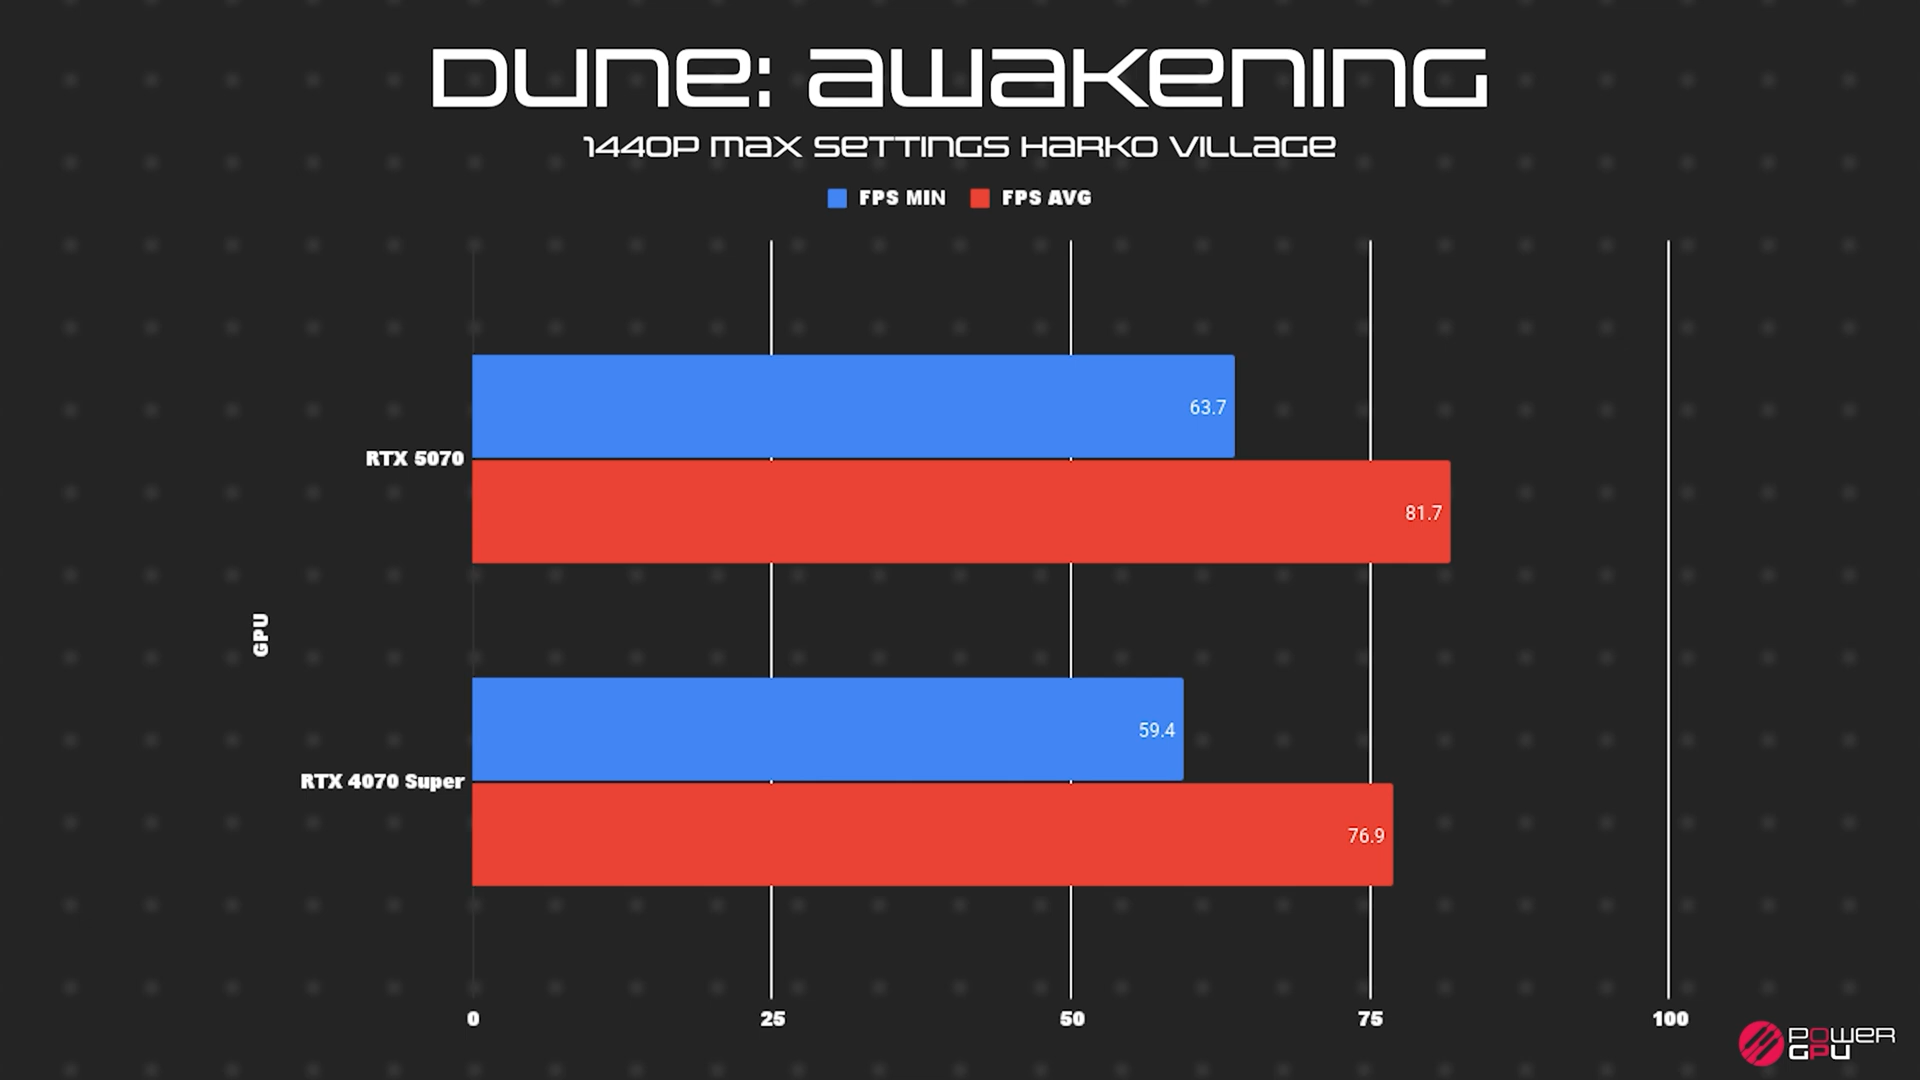 Dune: Awakening
1440P Max Settings Harko Village
FPS MIN FPS AVG
63.7
RTX 5070
81.7
GPU
59.4
RTX 4070 Super
76.9
0 25 50 75 100
POWER
GPU